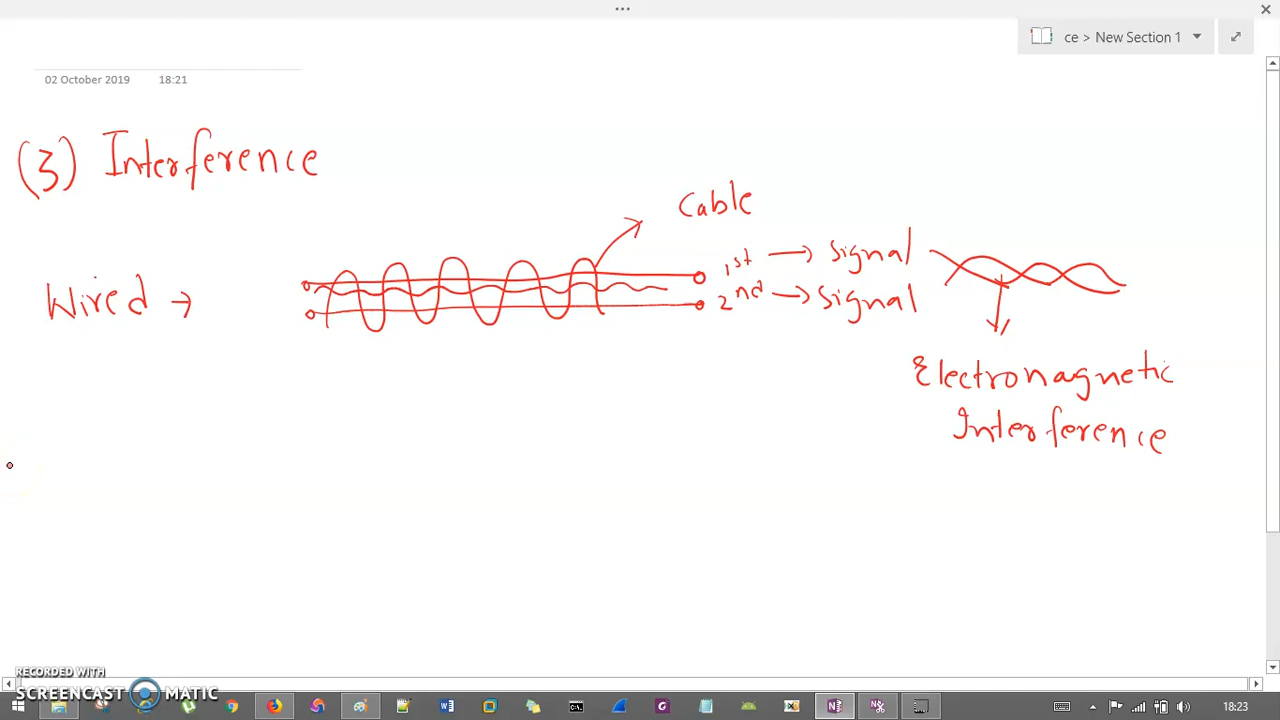 ce > New Section 1
02 October 2019 18:21
(3) Interference
Cable
1st → Signal
Wired →
2nd → Signal
Electromagnetic
Interference
RECORDED WITH
SCREENCAST MATIC
18:23